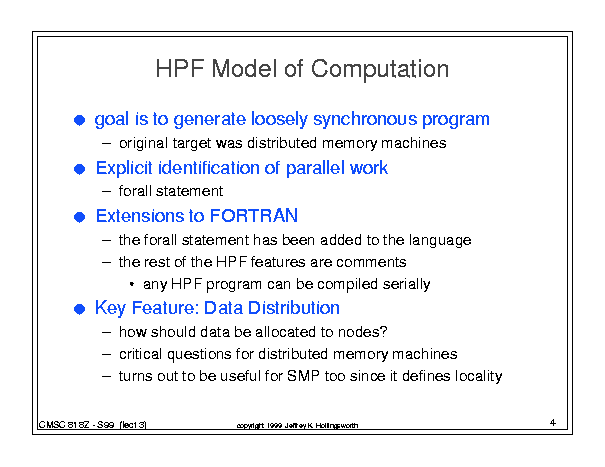 HPF Model of Computation
● goal is to generate loosely synchronous program
– original target was distributed memory machines
● Explicit identification of parallel work
– forall statement
● Extensions to FORTRAN
– the forall statement has been added to the language
– the rest of the HPF features are comments
• any HPF program can be compiled serially
● Key Feature: Data Distribution
– how should data be allocated to nodes?
– critical questions for distributed memory machines
– turns out to be useful for SMP too since it defines locality
CMSC 818Z - S99 (lect 3)
copyright 1999 Jeffrey K. Hollingsworth
4